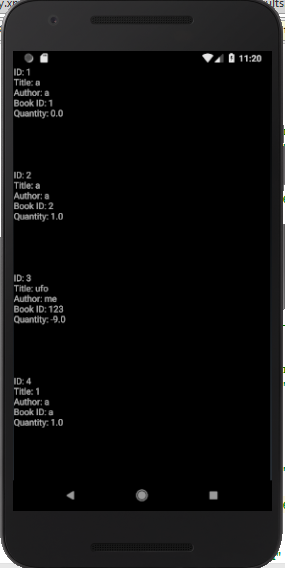 11:20
ID: 1
Title: a
Author: a
Book ID: 1
Quantity: 0.0
ID: 2
Title: a
Author: a
Book ID: 2
Quantity: 1.0
ID: 3
Title: ufo
Author: me
Book ID: 123
Quantity: -9.0
ID: 4
Title: 1
Author: a
Book ID: a
Quantity: 1.0